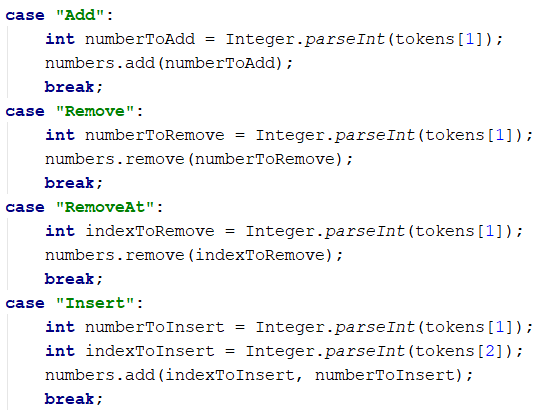 case "Add":
    int numberToAdd = Integer.parseInt(tokens[1]);
    numbers.add(numberToAdd);
    break;
case "Remove":
    int numberToRemove = Integer.parseInt(tokens[1]);
    numbers.remove(numberToRemove);
    break;
case "RemoveAt":
    int indexToRemove = Integer.parseInt(tokens[1]);
    numbers.remove(indexToRemove);
    break;
case "Insert":
    int numberToInsert = Integer.parseInt(tokens[1]);
    int indexToInsert = Integer.parseInt(tokens[2]);
    numbers.add(indexToInsert, numberToInsert);
    break;